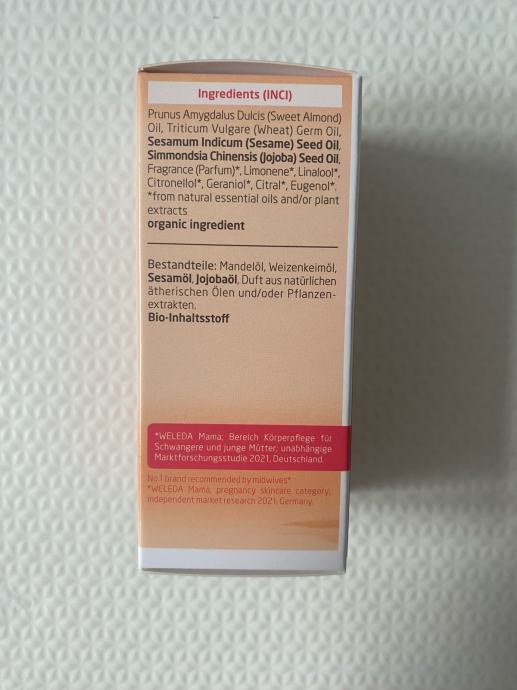 Ingredients (INCI)
Prunus Amygdalus Dulcis (Sweet Almond)
Oil, Triticum Vulgare (Wheat) Germ Oil,
Sesamum Indicum (Sesame) Seed Oil,
Simmondsia Chinensis (Jojoba) Seed Oil,
Fragrance (Parfum)*, Limonene*, Linalool*,
Citronellol*, Geraniol*, Citral*, Eugenol*.
*from natural essential oils and/or plant
extracts
organic ingredient
Bestandteile: Mandelöl, Weizenkeimöl,
Sesamöl, Jojobaöl, Duft aus natürlichen
ätherischen Ölen und/oder Pflanzen-
extrakten.
Bio-Inhaltsstoff
*WELEDA Mama; Bereich Körperpflege für
Schwangere und junge Mütter; unabhängige
Marktforschungsstudie 2021, Deutschland.
No.1 brand recommended by midwives*
*WELEDA Mama; pregnancy skincare category,
independent market research 2021; Germany.